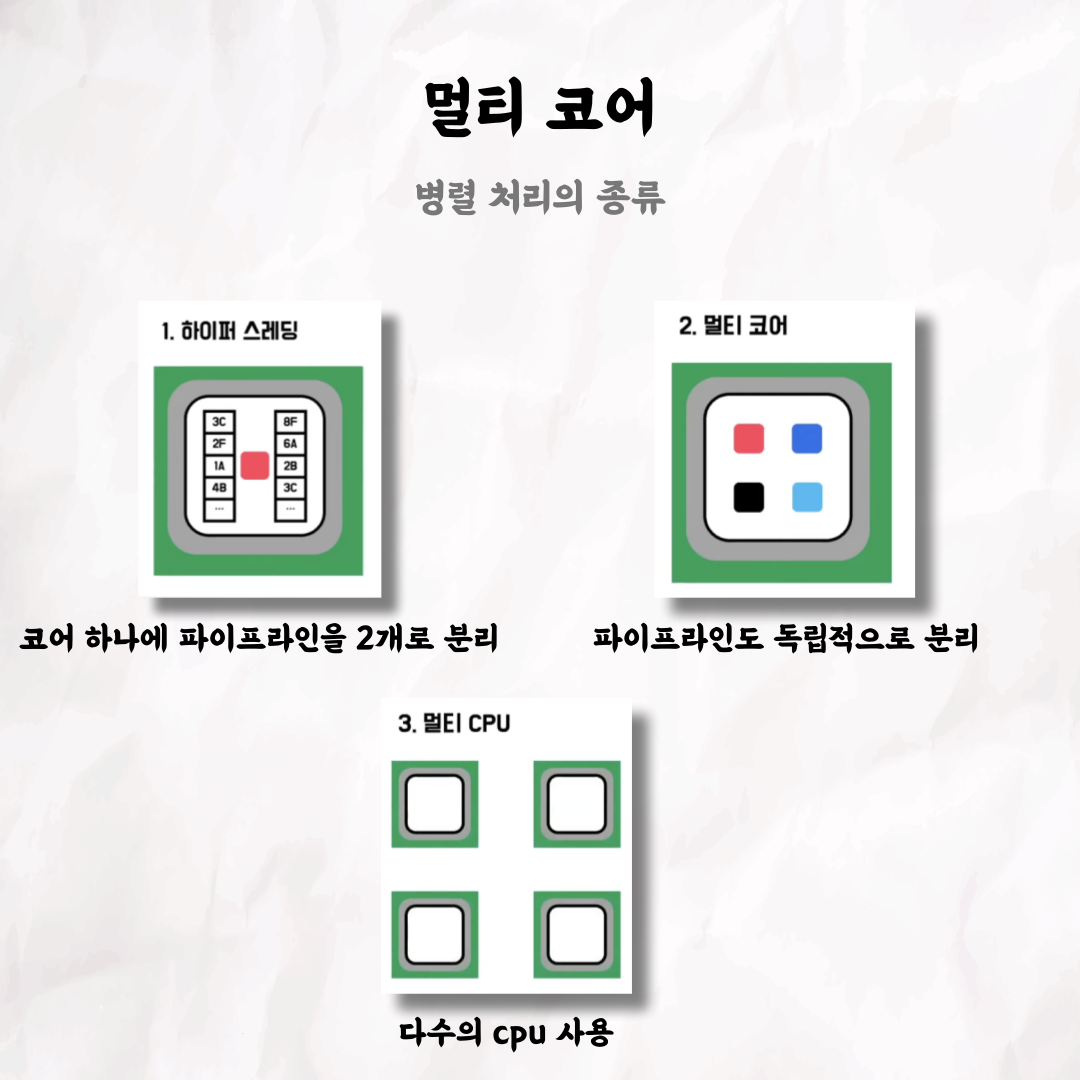 멀티 코어
병렬 처리의 종류
1. 하이퍼 스레딩
3C
2F
1A
4B
...
8F
6A
2B
3C
...
코어 하나에 파이프라인을 2개로 분리
2. 멀티 코어
파이프라인도 독립적으로 분리
3. 멀티 CPU
다수의 cpu 사용